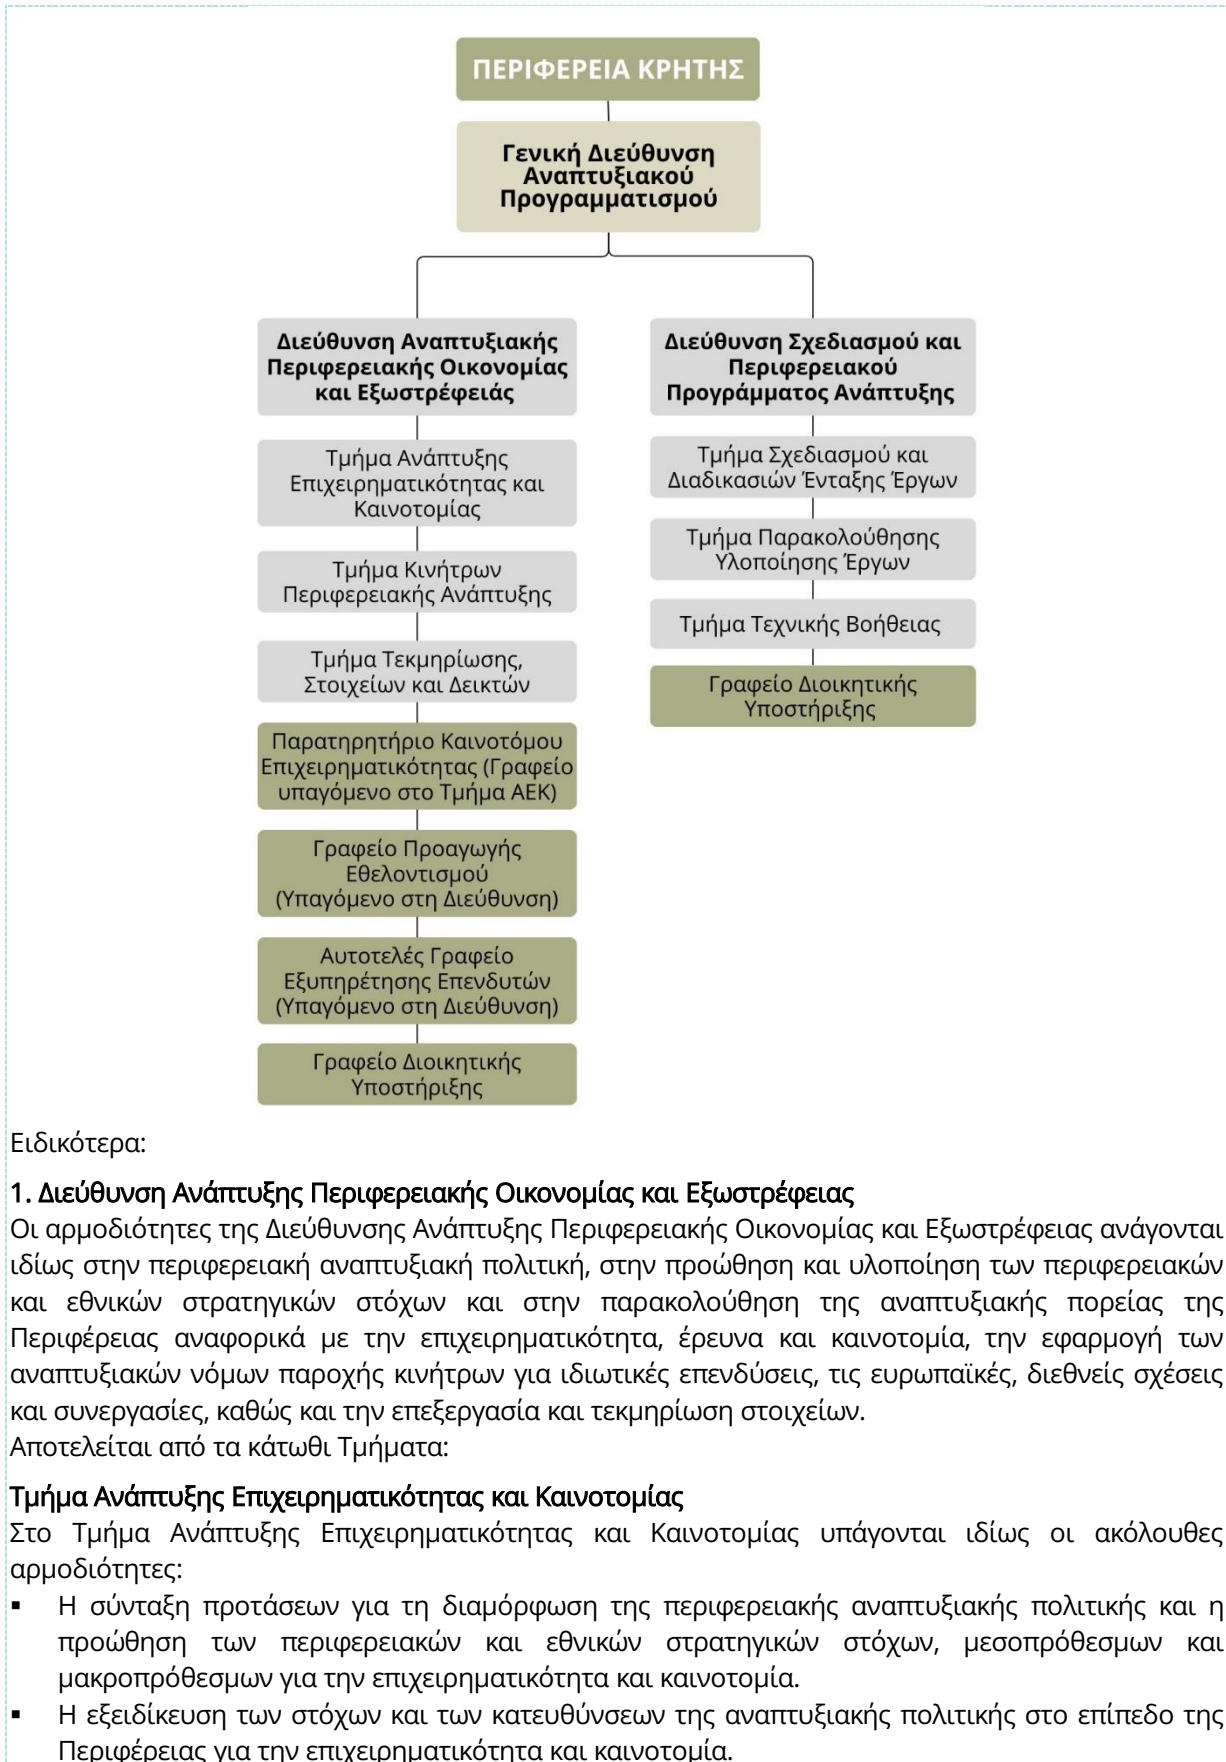 ΠΕΡΙΦΕΡΕΙΑ ΚΡΗΤΗΣ
Γενική Διεύθυνση
Αναπτυξιακού
Προγραμματισμού
Διεύθυνση Αναπτυξιακής
Περιφερειακής Οικονομίας
και Εξωστρέφειάς
Τμήμα Ανάπτυξης
Επιχειρηματικότητας και
Καινοτομίας
Τμήμα Κινήτρων
Περιφερειακής Ανάπτυξης
Τμήμα Τεκμηρίωσης,
Στοιχείων και Δεικτών
Παρατηρητήριο Καινοτόμου
Επιχειρηματικότητας (Γραφείο
υπαγόμενο στο Τμήμα ΑΕΚ)
Γραφείο Προαγωγής
Εθελοντισμού
(Υπαγόμενο στη Διεύθυνση)
Αυτοτελές Γραφείο
Εξυπηρέτησης Επενδυτών
(Υπαγόμενο στη Διεύθυνση)
Γραφείο Διοικητικής
Υποστήριξης
Διεύθυνση Σχεδιασμού και
Περιφερειακού
Προγράμματος Ανάπτυξης
Τμήμα Σχεδιασμού και
Διαδικασιών Ένταξης Έργων
Τμήμα Παρακολούθησης
Υλοποίησης Έργων
Τμήμα Τεχνικής Βοήθειας
Γραφείο Διοικητικής
Υποστήριξης
Ειδικότερα:
1. Διεύθυνση Ανάπτυξης Περιφερειακής Οικονομίας και Εξωστρέφειας
Οι αρμοδιότητες της Διεύθυνσης Ανάπτυξης Περιφερειακής Οικονομίας και Εξωστρέφειας ανάγονται
ιδίως στην περιφερειακή αναπτυξιακή πολιτική, στην προώθηση και υλοποίηση των περιφερειακών
και εθνικών στρατηγικών στόχων και στην παρακολούθηση της αναπτυξιακής πορείας της
Περιφέρειας αναφορικά με την επιχειρηματικότητα, έρευνα και καινοτομία, την εφαρμογή των
αναπτυξιακών νόμων παροχής κινήτρων για ιδιωτικές επενδύσεις, τις ευρωπαϊκές, διεθνείς σχέσεις
και συνεργασίες, καθώς και την επεξεργασία και τεκμηρίωση στοιχείων.
Αποτελείται από τα κάτωθι Τμήματα:
Τμήμα Ανάπτυξης Επιχειρηματικότητας και Καινοτομίας
Στο Τμήμα Ανάπτυξης Επιχειρηματικότητας και Καινοτομίας υπάγονται ιδίως οι ακόλουθες
αρμοδιότητες:
▪ Η σύνταξη προτάσεων για τη διαμόρφωση της περιφερειακής αναπτυξιακής πολιτικής και η
προώθηση των περιφερειακών και εθνικών στρατηγικών στόχων, μεσοπρόθεσμων και
μακροπρόθεσμων για την επιχειρηματικότητα και καινοτομία.
▪ Η εξειδίκευση των στόχων και των κατευθύνσεων της αναπτυξιακής πολιτικής στο επίπεδο της
Περιφέρειας για την επιχειρηματικότητα και καινοτομία.